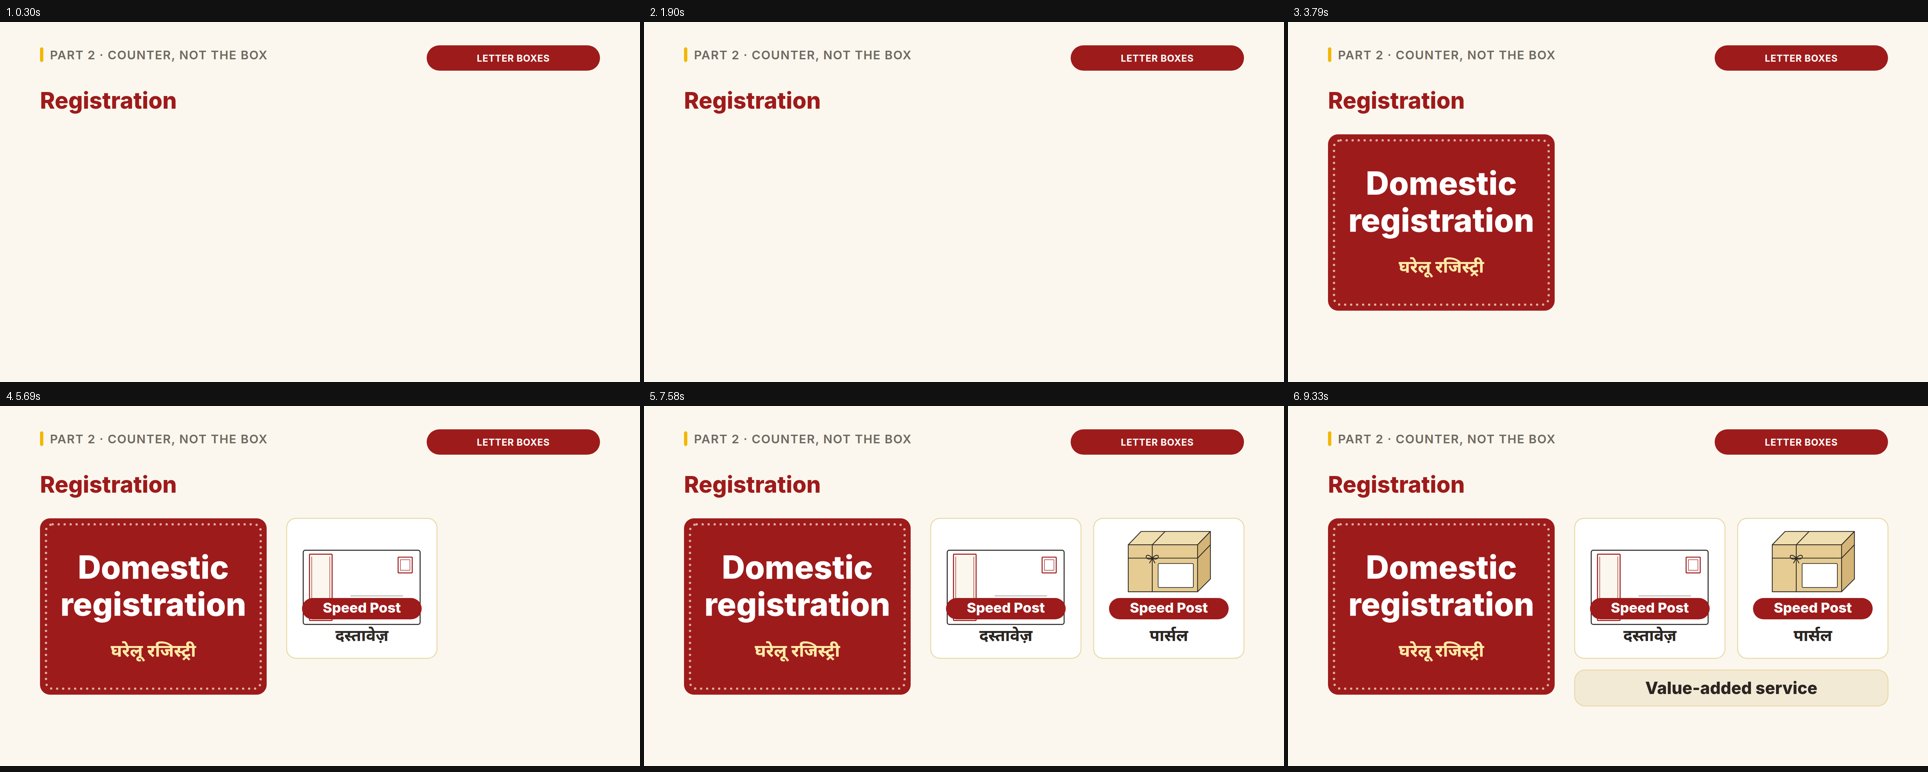 1. 0.30s
PART 2 · COUNTER, NOT THE BOX
LETTER BOXES
Registration
2. 1.90s
PART 2 · COUNTER, NOT THE BOX
LETTER BOXES
Registration
3. 3.79s
PART 2 · COUNTER, NOT THE BOX
LETTER BOXES
Registration
Domestic
registration
घरेलू रजिस्ट्री
4. 5.69s
PART 2 · COUNTER, NOT THE BOX
LETTER BOXES
Registration
Domestic
registration
घरेलू रजिस्ट्री
Speed Post
दस्तावेज़
5. 7.58s
PART 2 · COUNTER, NOT THE BOX
LETTER BOXES
Registration
Domestic
registration
घरेलू रजिस्ट्री
Speed Post
दस्तावेज़
Speed Post
पार्सल
6. 9.33s
PART 2 · COUNTER, NOT THE BOX
LETTER BOXES
Registration
Domestic
registration
घरेलू रजिस्ट्री
Speed Post
दस्तावेज़
Speed Post
पार्सल
Value-added service